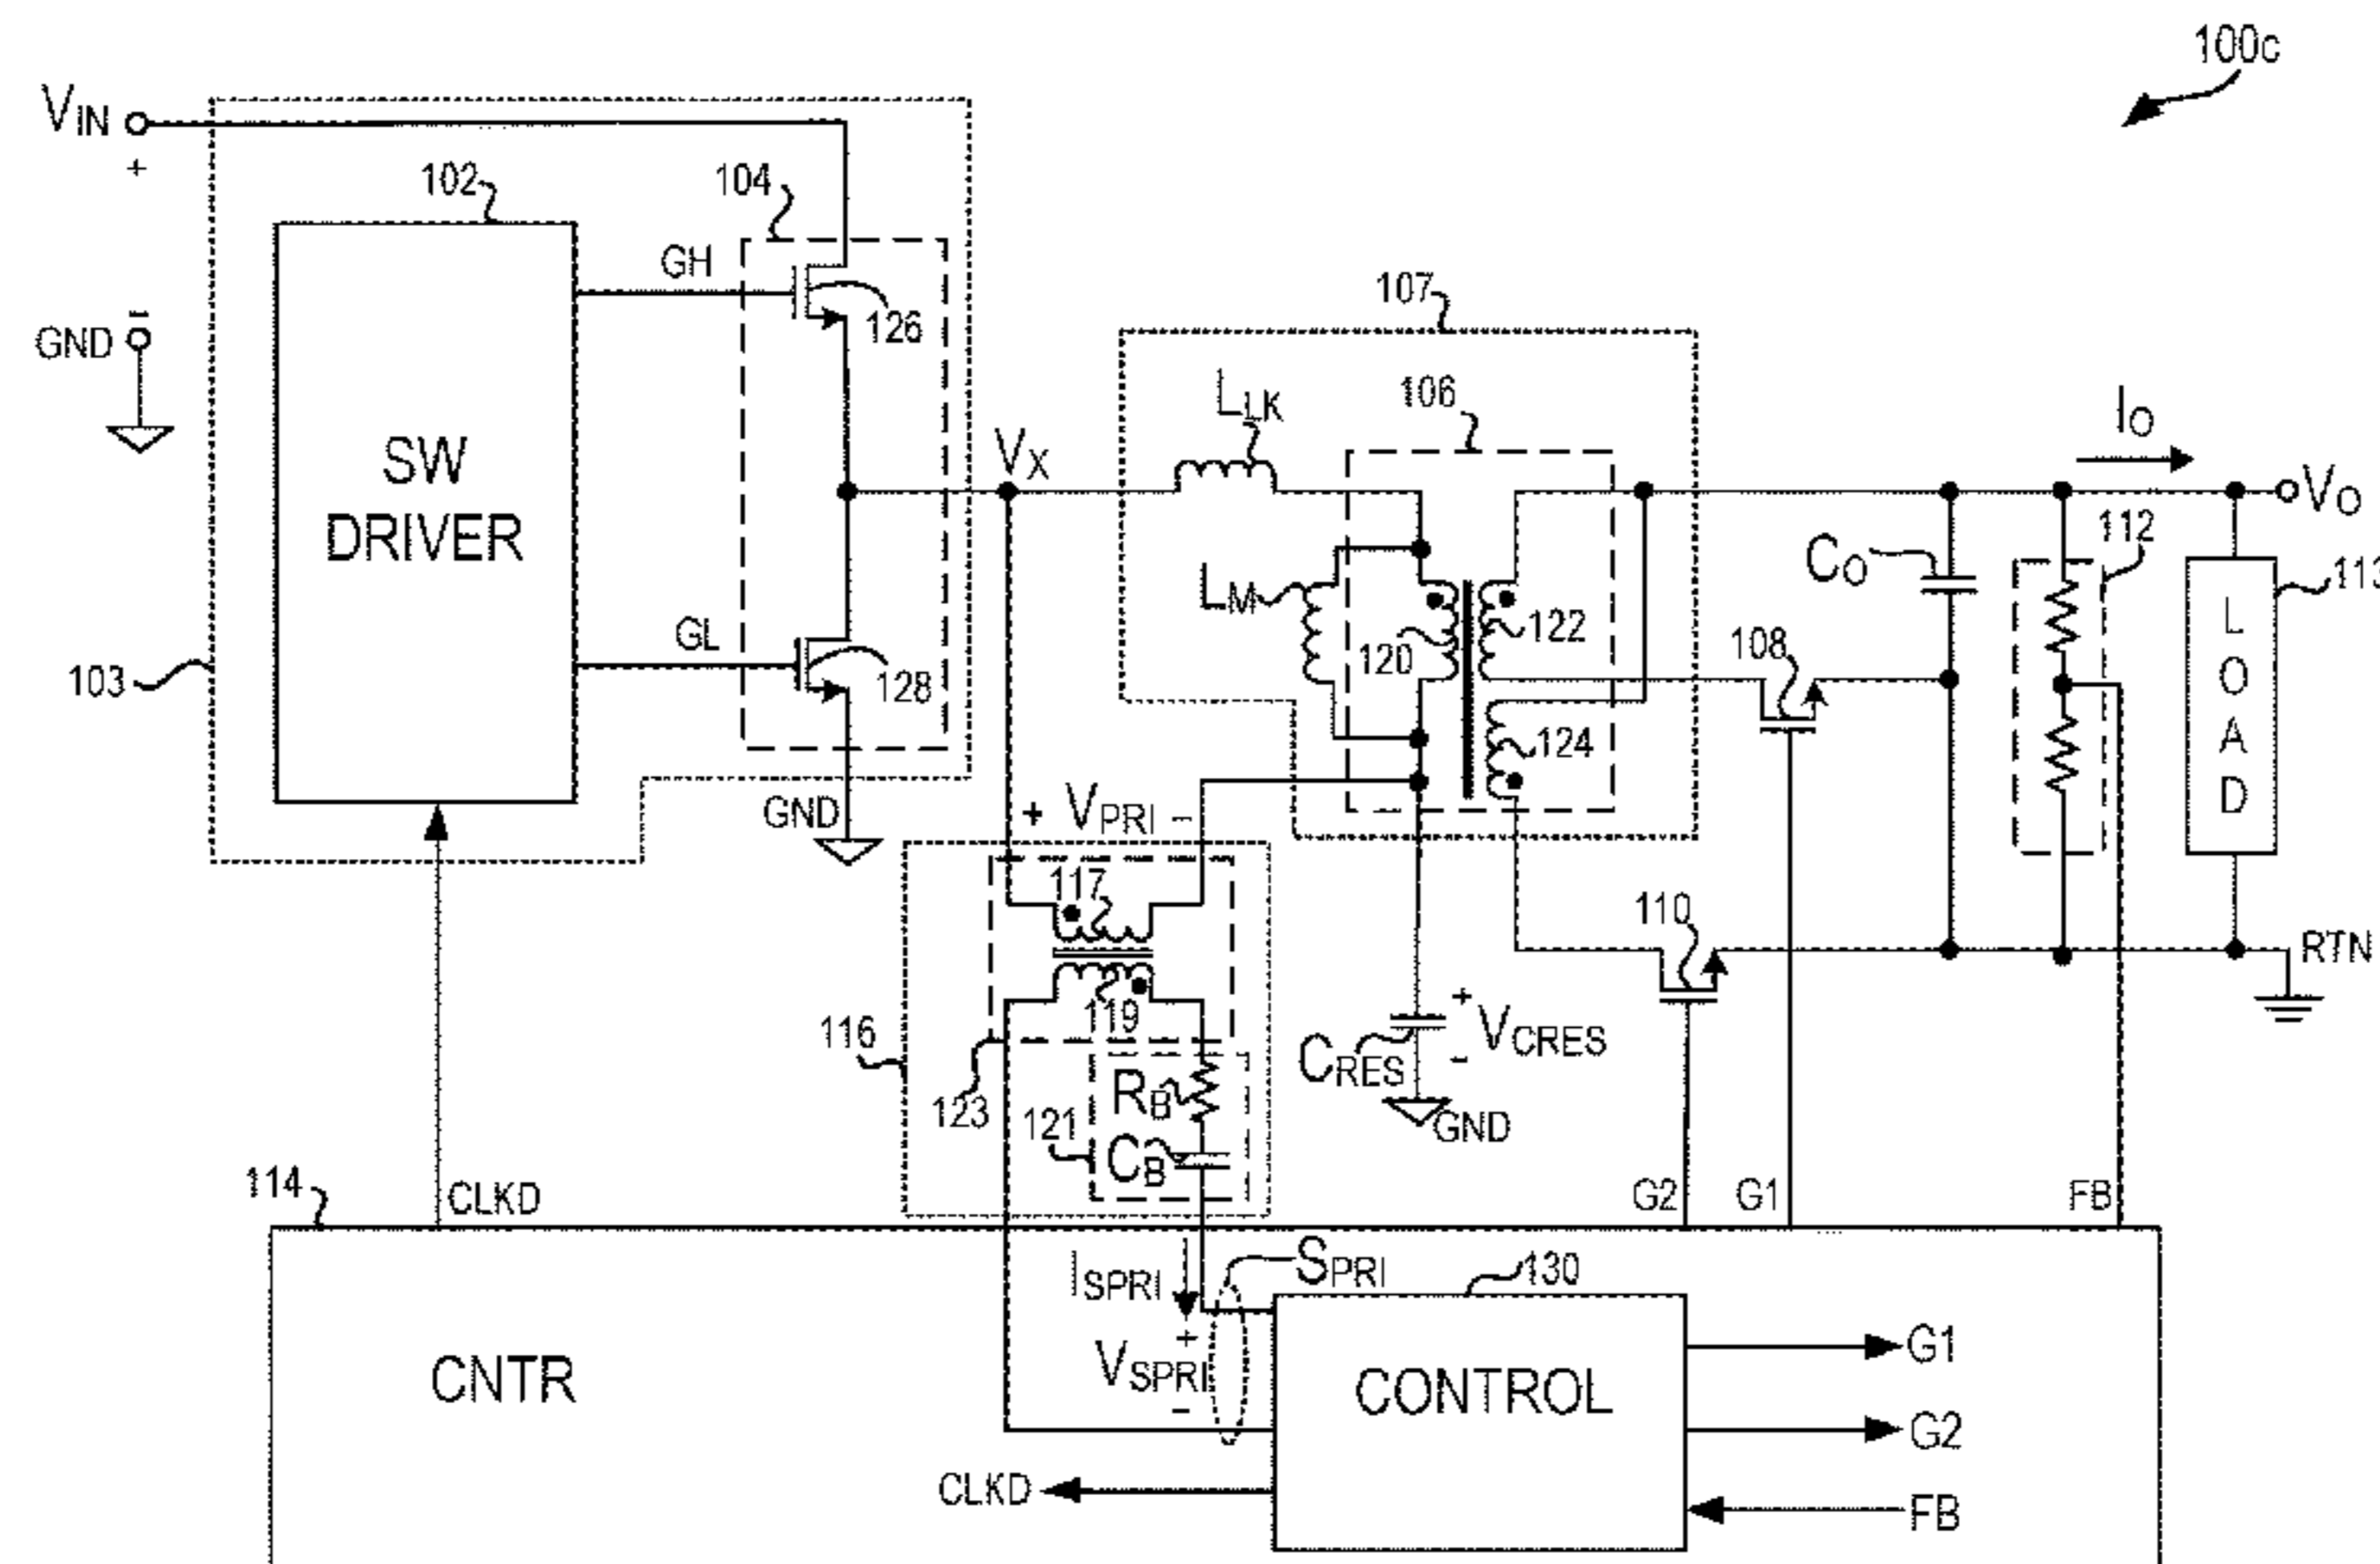 100c
VIN
+
102
104
GH
126
GND
-
107
LLK
106
IO
SW
DRIVER
VX
VO
112
CO
LM
113
GL
120
122
108
L
O
A
D
103
128
124
GND
+ VPRI -
117
110
RTN
119
116
+
VCRES
-
CRES
GND
123
121
RB
CB
114
CLKD
G2
G1
FB
ISPRI
SPRI
130
+
VSPRI
-
CNTR
CONTROL
G1
G2
CLKD
FB